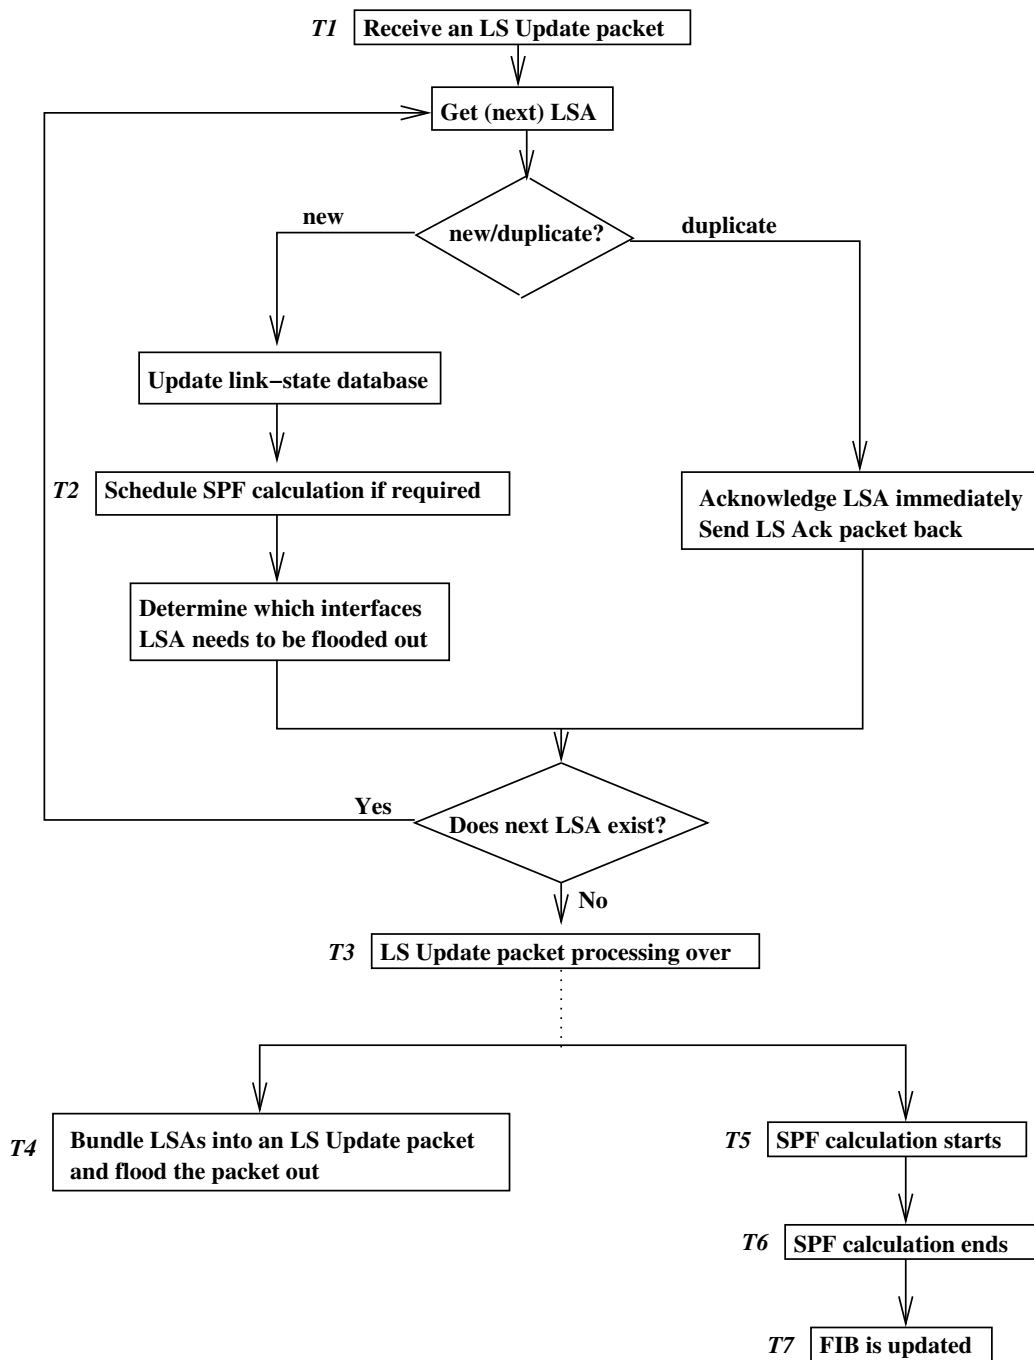 T1 Receive an LS Update packet
Get (next) LSA
new
new/duplicate?
duplicate
Update link−state database
T2 Schedule SPF calculation if required
Acknowledge LSA immediately
Send LS Ack packet back
Determine which interfaces
LSA needs to be flooded out
Yes
Does next LSA exist?
No
T3 LS Update packet processing over
T4 Bundle LSAs into an LS Update packet
and flood the packet out
T5 SPF calculation starts
T6 SPF calculation ends
T7 FIB is updated